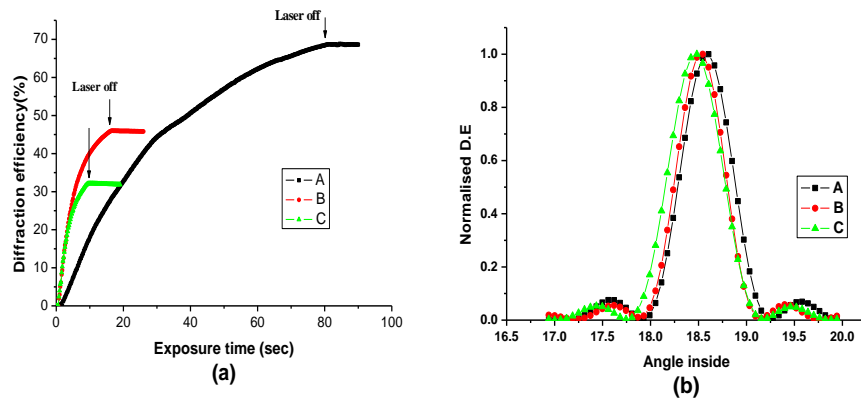 Laser off
Diffraction efficiency(%)
70
60
50
40
30
20
10
0
Laser off
A
B
C
0 20 40 60 80 100
Exposure time (sec)
(a)
Normalised D.E
1.0
0.8
0.6
0.4
0.2
0.0
A
B
C
16.5 17.5 18.0 18.5 19.0 19.5 20.0
Angle inside
(b)